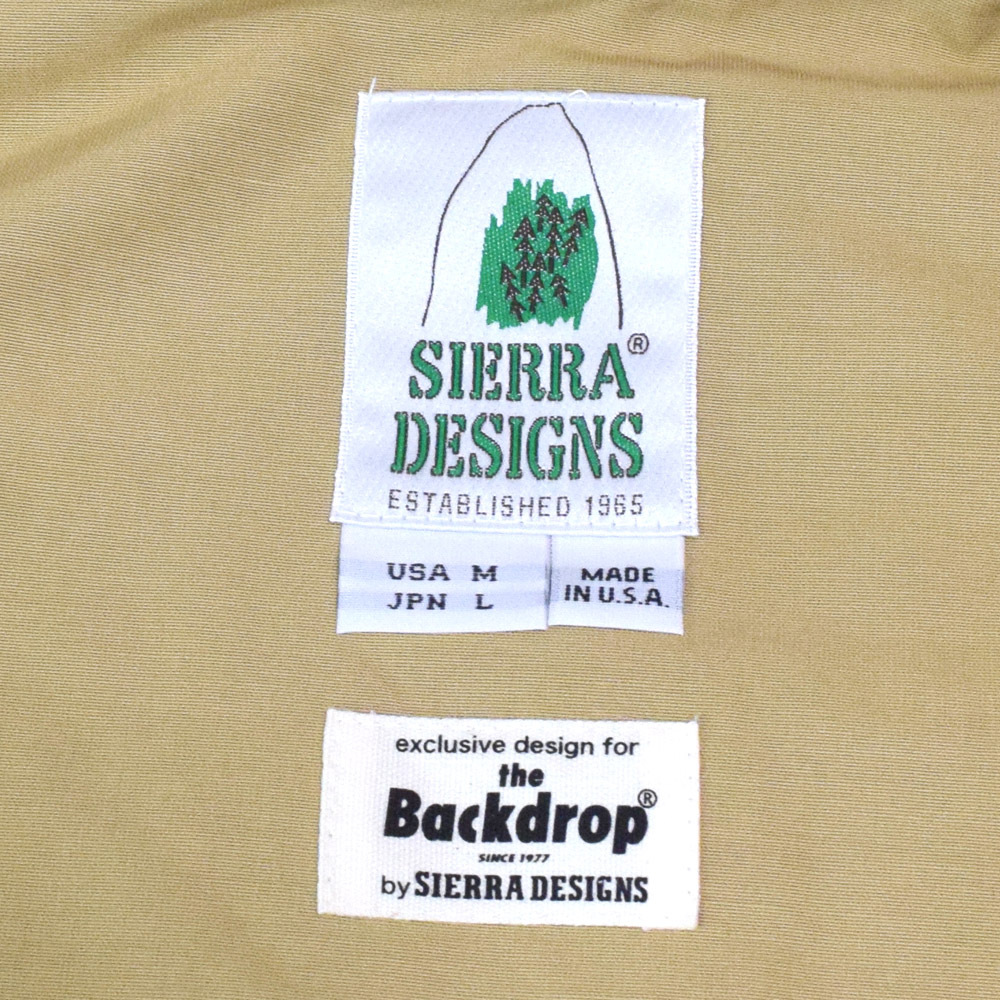 SIERRA®
DESIGNS
ESTABLISHED 1965
USA M
JPN L
MADE
IN U.S.A.
exclusive design for
the
Backdrop®
SINCE 1977
by SIERRA DESIGNS